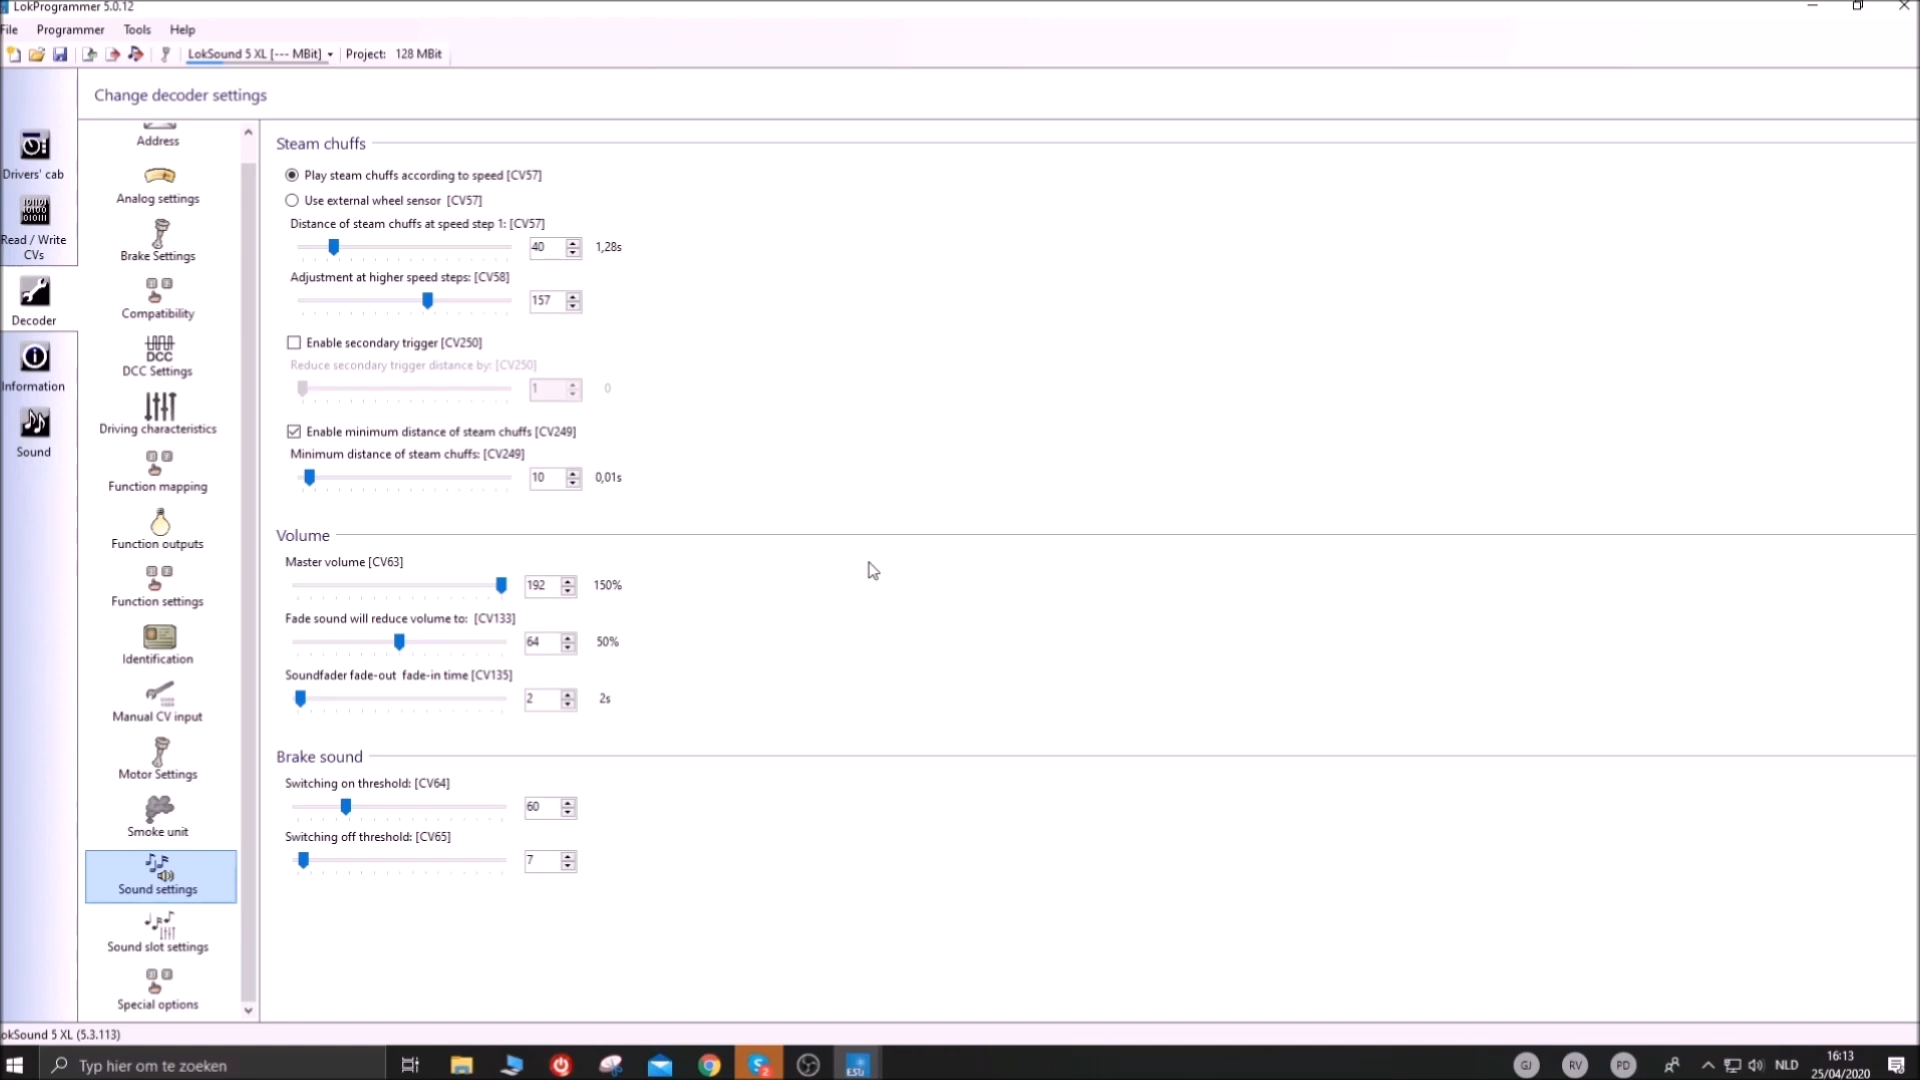 LokProgrammer 5.0.12
File Programmer Tools Help
LokSound 5 XL [--- MBit] Project: 128 MBit
Change decoder settings
Drivers' cab
Read / Write
CVs
Decoder
Information
Sound
Address
Analog settings
Brake Settings
Compatibility
DCC
DCC Settings
Driving characteristics
Function mapping
Function outputs
Function settings
Identification
Manual CV input
Motor Settings
Smoke unit
Sound settings
Sound slot settings
Special options
Steam chuffs
Play steam chuffs according to speed [CV57]
Use external wheel sensor [CV57]
Distance of steam chuffs at speed step 1: [CV57]
40 1,28s
Adjustment at higher speed steps: [CV58]
157
Enable secondary trigger [CV250]
Reduce secondary trigger distance by: [CV250]
1 0
Enable minimum distance of steam chuffs [CV249]
Minimum distance of steam chuffs: [CV249]
10 0,01s
Volume
Master volume [CV63]
192 150%
Fade sound will reduce volume to: [CV133]
64 50%
Soundfader fade-out fade-in time [CV135]
2 2s
Brake sound
Switching on threshold: [CV64]
60
Switching off threshold: [CV65]
7
okSound 5 XL (5.3.113)
Typ hier om te zoeken
S 2
ESU
GJ RV PD
NLD
16:13
25/04/2020